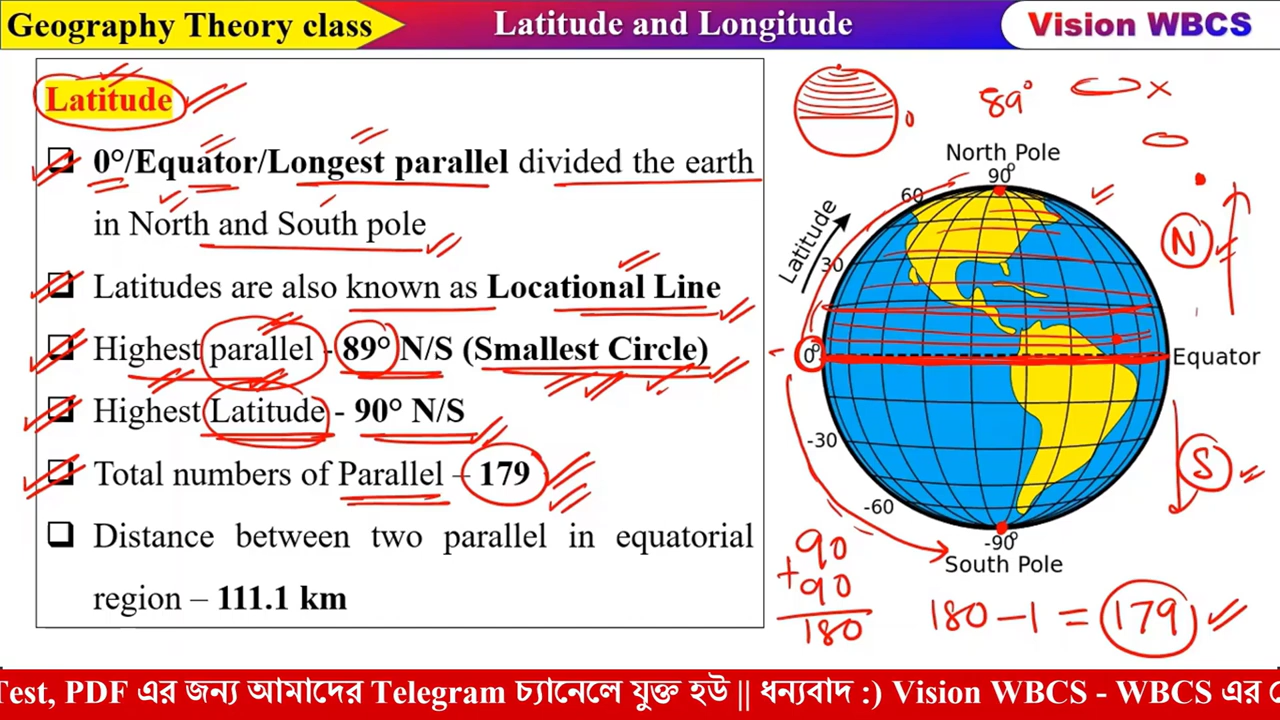 Geography Theory class
Latitude and Longitude
Vision WBCS
Latitude
0°/Equator/Longest parallel divided the earth
in North and South pole
Latitudes are also known as Locational Line
Highest parallel - 89° N/S (Smallest Circle)
Highest Latitude - 90° N/S
Total numbers of Parallel – 179
Distance between two parallel in equatorial
region – 111.1 km
0
89°
North Pole
90°
60
Latitude
30
N
0°
Equator
-30
S
-60
-90°
South Pole
90
+90
180
180 - 1 = 179
Test, PDF এর জন্য আমাদের Telegram চ্যানেলে যুক্ত হউ || ধন্যবাদ :) Vision WBCS - WBCS এর